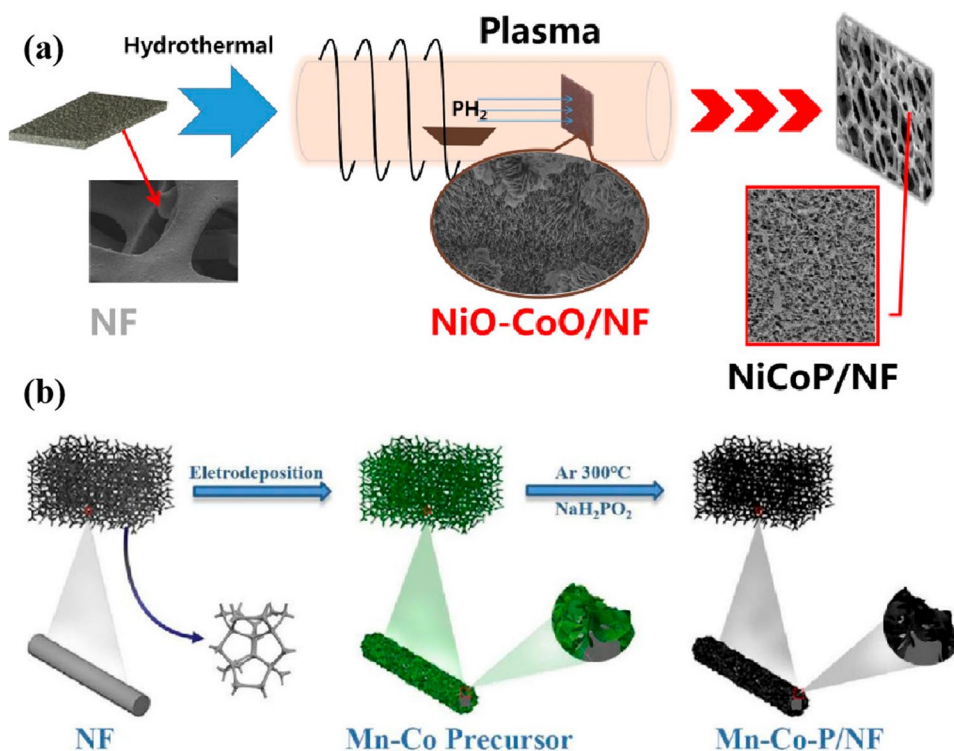 (a)
Hydrothermal
Plasma
PH₂
NF
NiO-CoO/NF
NiCoP/NF
(b)
Eletrodeposition
Ar 300°C
NaH₂PO₂
NF
Mn-Co Precursor
Mn-Co-P/NF